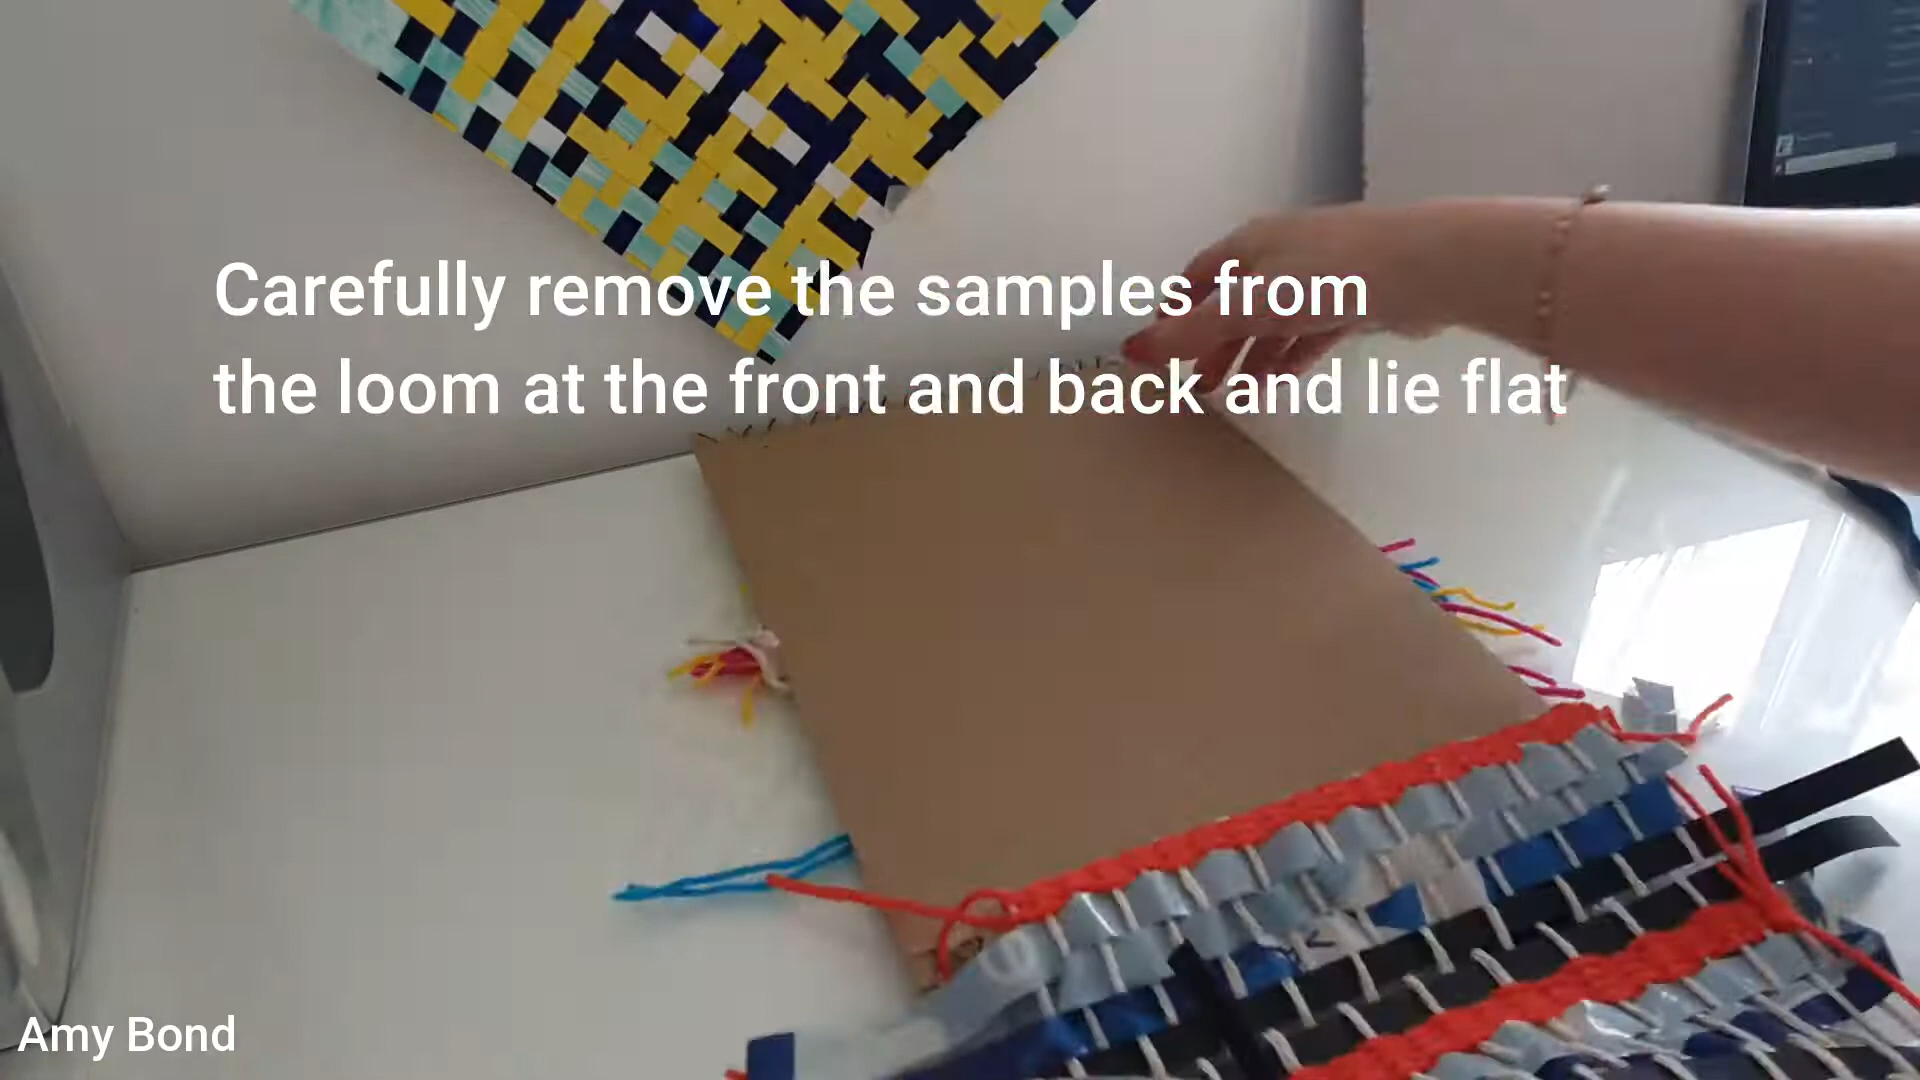 Carefully remove the samples from
the loom at the front and back and lie flat
Amy Bond